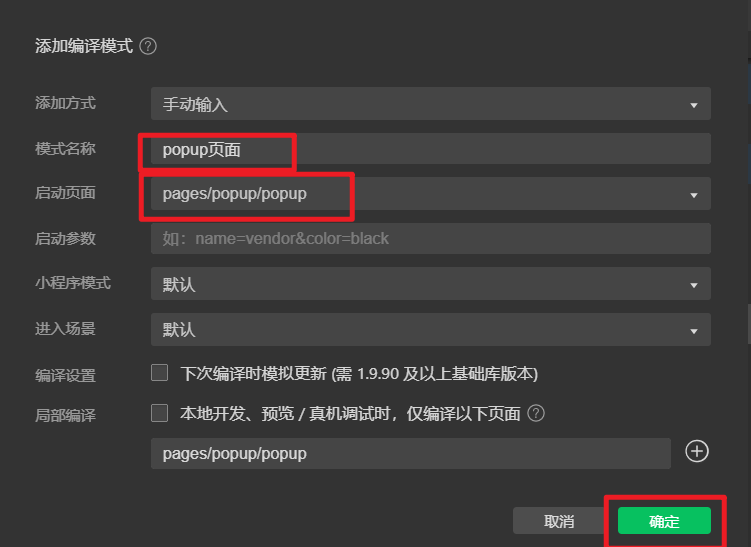 添加编译模式 ?
添加方式 手动输入
模式名称 popup页面
启动页面 pages/popup/popup
启动参数 如：name=vendor&color=black
小程序模式 默认
进入场景 默认
编译设置 下次编译时模拟更新 (需 1.9.90 及以上基础库版本)
局部编译 本地开发、预览 / 真机调试时，仅编译以下页面 ?
pages/popup/popup
取消 确定